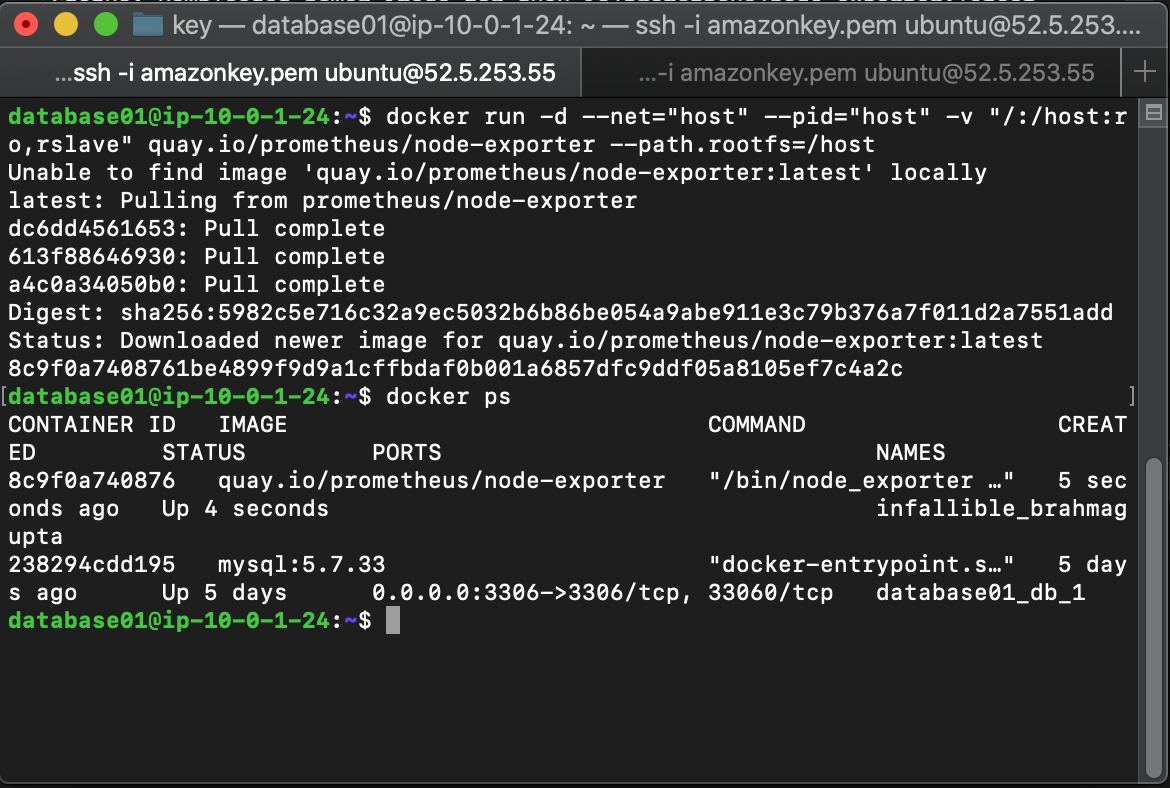 key — database01@ip-10-0-1-24: ~ — ssh -i amazonkey.pem ubuntu@52.5.253....
...ssh -i amazonkey.pem ubuntu@52.5.253.55
...-i amazonkey.pem ubuntu@52.5.253.55
database01@ip-10-0-1-24:~$ docker run -d --net="host" --pid="host" -v "/:/host:r
o,rslave" quay.io/prometheus/node-exporter --path.rootfs=/host
Unable to find image 'quay.io/prometheus/node-exporter:latest' locally
latest: Pulling from prometheus/node-exporter
dc6dd4561653: Pull complete
613f88646930: Pull complete
a4c0a34050b0: Pull complete
Digest: sha256:5982c5e716c32a9ec5032b6b86be054a9abe911e3c79b376a7f011d2a7551add
Status: Downloaded newer image for quay.io/prometheus/node-exporter:latest
8c9f0a7408761be4899f9d9a1cffbdaf0b001a6857dfc9ddf05a8105ef7c4a2c
[database01@ip-10-0-1-24:~$ docker ps ]
CONTAINER ID   IMAGE                              COMMAND                  CREAT
ED         STATUS         PORTS                               NAMES
8c9f0a740876   quay.io/prometheus/node-exporter   "/bin/node_exporter …"   5 sec
onds ago   Up 4 seconds                                       infallible_brahmag
upta
238294cdd195   mysql:5.7.33                       "docker-entrypoint.s…"   5 day
s ago      Up 5 days      0.0.0.0:3306->3306/tcp, 33060/tcp   database01_db_1
database01@ip-10-0-1-24:~$